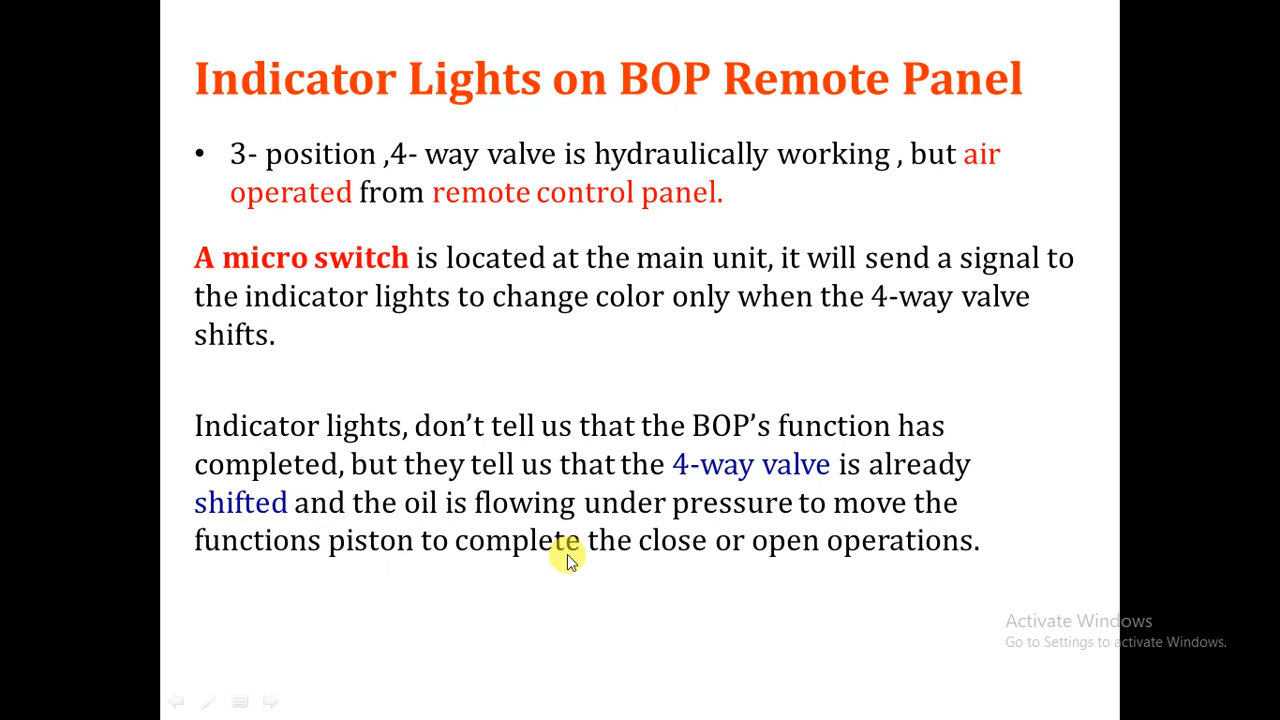 Indicator Lights on BOP Remote Panel
• 3- position ,4- way valve is hydraulically working , but air
operated from remote control panel.
A micro switch is located at the main unit, it will send a signal to
the indicator lights to change color only when the 4-way valve
shifts.
Indicator lights, don’t tell us that the BOP’s function has
completed, but they tell us that the 4-way valve is already
shifted and the oil is flowing under pressure to move the
functions piston to complete the close or open operations.
Activate Windows
Go to Settings to activate Windows.